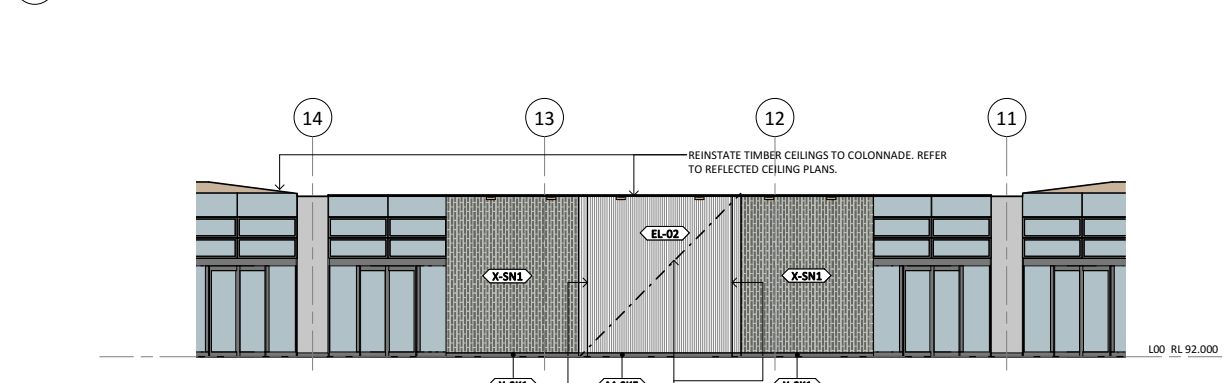 14
13
12
11
REINSTATE TIMBER CEILINGS TO COLONNADE. REFER
TO REFLECTED CEILING PLANS.
EL-02
X-SN1
X-SN1
L00 RL 92.000